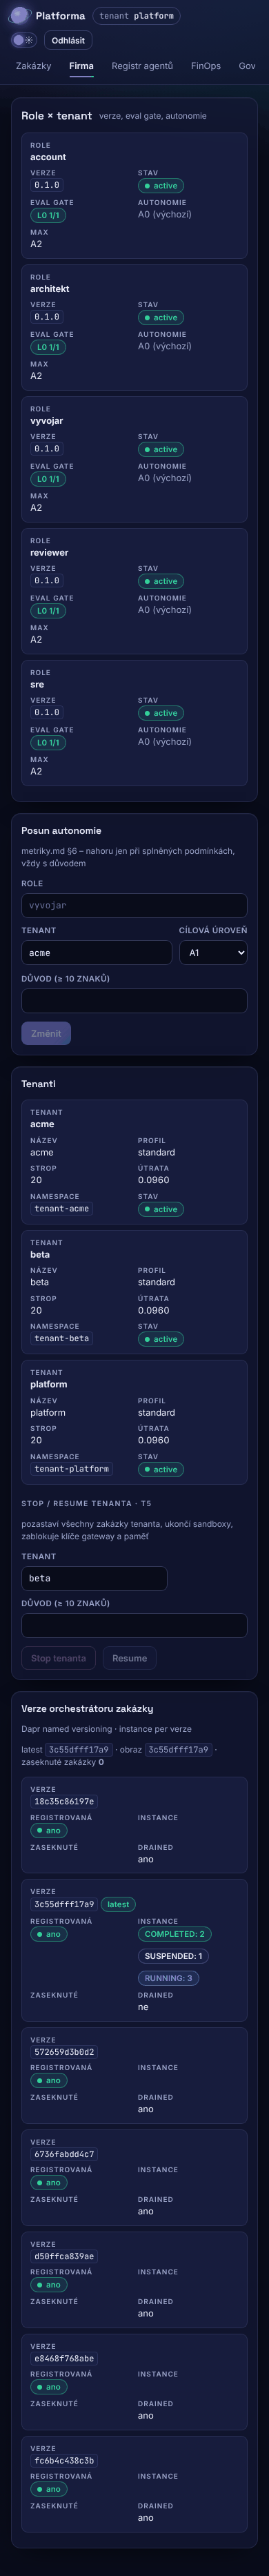 Platforma tenant platform
Odhlásit
Zakázky Firma Registr agentů FinOps Gov
Role × tenant verze, eval gate, autonomie
ROLE
account
VERZE STAV
0.1.0 active
EVAL GATE AUTONOMIE
L0 1/1 A0 (výchozí)
MAX
A2
ROLE
architekt
VERZE STAV
0.1.0 active
EVAL GATE AUTONOMIE
L0 1/1 A0 (výchozí)
MAX
A2
ROLE
vyvojar
VERZE STAV
0.1.0 active
EVAL GATE AUTONOMIE
L0 1/1 A0 (výchozí)
MAX
A2
ROLE
reviewer
VERZE STAV
0.1.0 active
EVAL GATE AUTONOMIE
L0 1/1 A0 (výchozí)
MAX
A2
ROLE
sre
VERZE STAV
0.1.0 active
EVAL GATE AUTONOMIE
L0 1/1 A0 (výchozí)
MAX
A2
Posun autonomie
metriky.md §6 – nahoru jen při splněných podmínkách,
vždy s důvodem
ROLE
vyvojar
TENANT CÍLOVÁ ÚROVEŇ
acme A1
DŮVOD (≥ 10 ZNAKŮ)
Změnit
Tenanti
TENANT
acme
NÁZEV PROFIL
acme standard
STROP ÚTRATA
20 0.0960
NAMESPACE STAV
tenant-acme active
TENANT
beta
NÁZEV PROFIL
beta standard
STROP ÚTRATA
20 0.0960
NAMESPACE STAV
tenant-beta active
TENANT
platform
NÁZEV PROFIL
platform standard
STROP ÚTRATA
20 0.0960
NAMESPACE STAV
tenant-platform active
STOP / RESUME TENANTA · T5
pozastaví všechny zakázky tenanta, ukončí sandboxy,
zablokuje klíče gateway a paměť
TENANT
beta
DŮVOD (≥ 10 ZNAKŮ)
Stop tenanta Resume
Verze orchestrátoru zakázky
Dapr named versioning · instance per verze
latest 3c55dfff17a9 · obraz 3c55dfff17a9 ·
zaseknuté zakázky 0
VERZE
18c35c86197e
REGISTROVANÁ INSTANCE
ano
ZASEKNUTÉ DRAINED
ano
VERZE
3c55dfff17a9 latest
REGISTROVANÁ INSTANCE
ano COMPLETED: 2
SUSPENDED: 1
RUNNING: 3
ZASEKNUTÉ DRAINED
ne
VERZE
572659d3b0d2
REGISTROVANÁ INSTANCE
ano
ZASEKNUTÉ DRAINED
ano
VERZE
6736fabdd4c7
REGISTROVANÁ INSTANCE
ano
ZASEKNUTÉ DRAINED
ano
VERZE
d50ffca839ae
REGISTROVANÁ INSTANCE
ano
ZASEKNUTÉ DRAINED
ano
VERZE
e8468f768abe
REGISTROVANÁ INSTANCE
ano
ZASEKNUTÉ DRAINED
ano
VERZE
fc6b4c438c3b
REGISTROVANÁ INSTANCE
ano
ZASEKNUTÉ DRAINED
ano